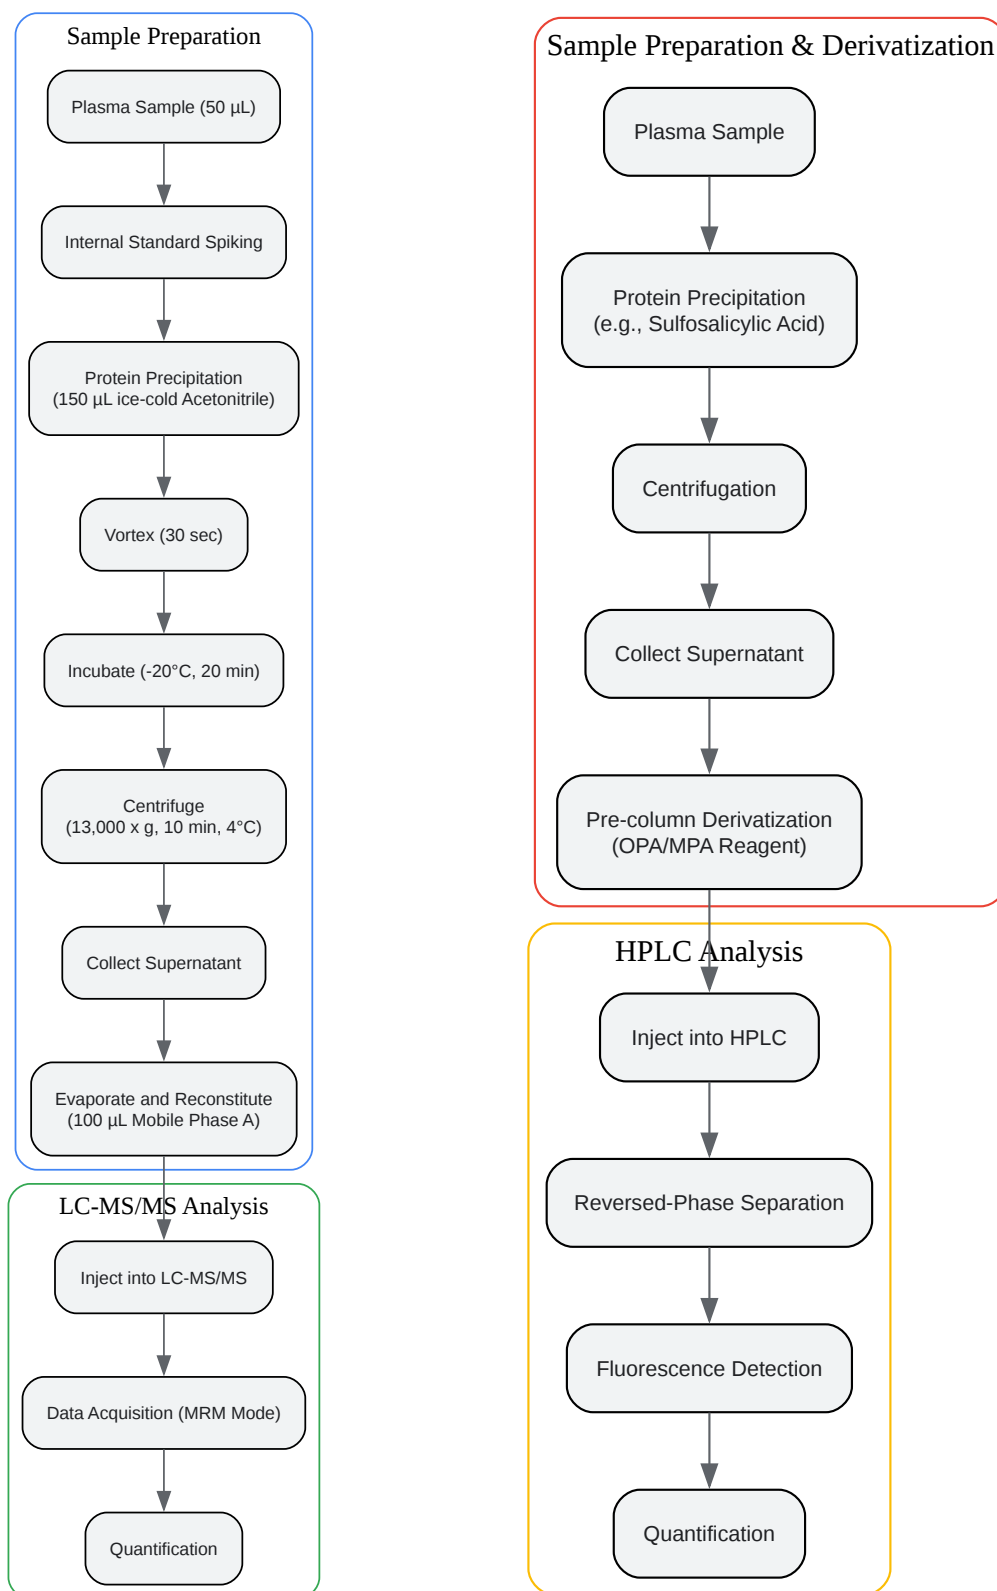 Sample Preparation
Plasma Sample (50 µL)
Internal Standard Spiking
Protein Precipitation
(150 µL ice-cold Acetonitrile)
Vortex (30 sec)
Incubate (-20°C, 20 min)
Centrifuge
(13,000 x g, 10 min, 4°C)
Collect Supernatant
Evaporate and Reconstitute
(100 µL Mobile Phase A)
LC-MS/MS Analysis
Inject into LC-MS/MS
Data Acquisition (MRM Mode)
Quantification
Sample Preparation & Derivatization
Plasma Sample
Protein Precipitation
(e.g., Sulfosalicylic Acid)
Centrifugation
Collect Supernatant
Pre-column Derivatization
(OPA/MPA Reagent)
HPLC Analysis
Inject into HPLC
Reversed-Phase Separation
Fluorescence Detection
Quantification